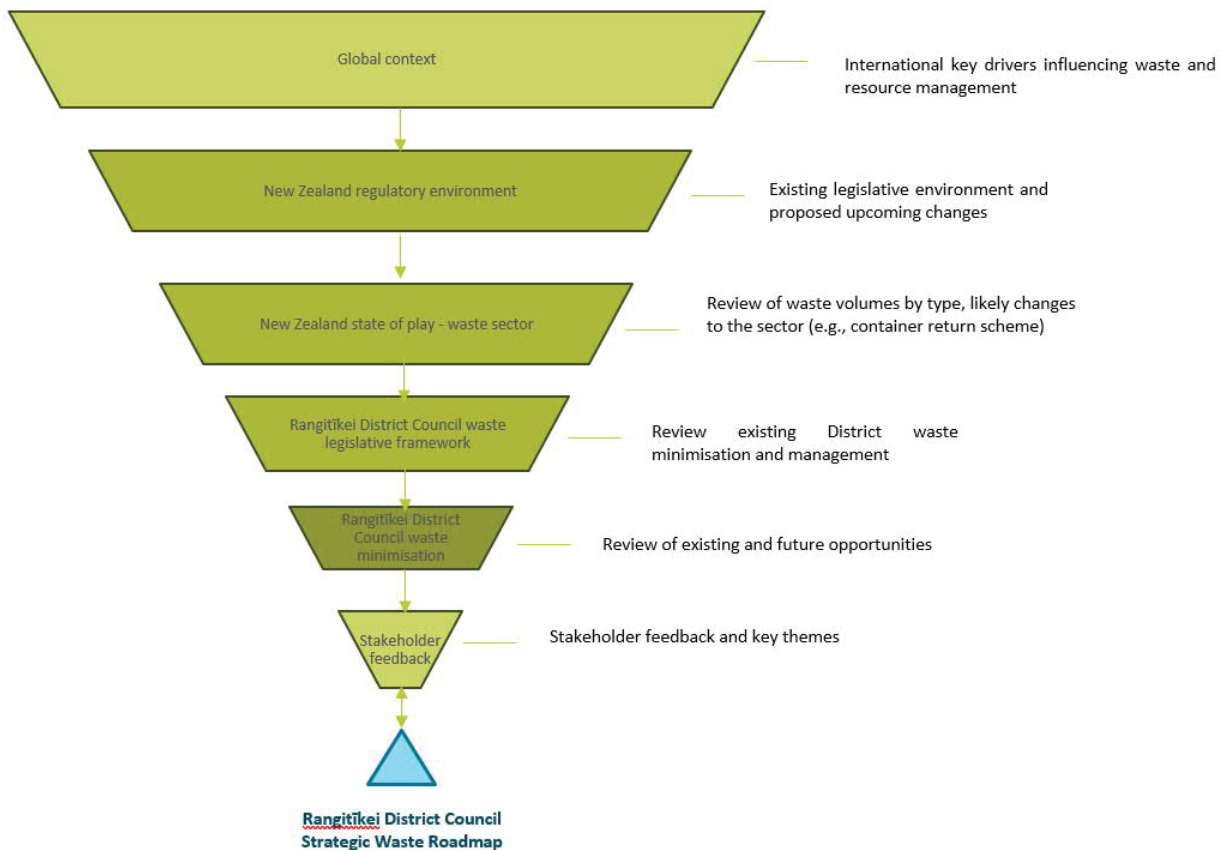 Global context
International key drivers influencing waste and
resource management
New Zealand regulatory environment
Existing legislative environment and
proposed upcoming changes
New Zealand state of play - waste sector
Review of waste volumes by type, likely changes
to the sector (e.g., container return scheme)
Rangitīkei District Council waste
legislative framework
Review existing District waste
minimisation and management
Rangitīkei District
Council waste
minimisation
Review of existing and future opportunities
Stakeholder
feedback
Stakeholder feedback and key themes
Rangitīkei District Council
Strategic Waste Roadmap